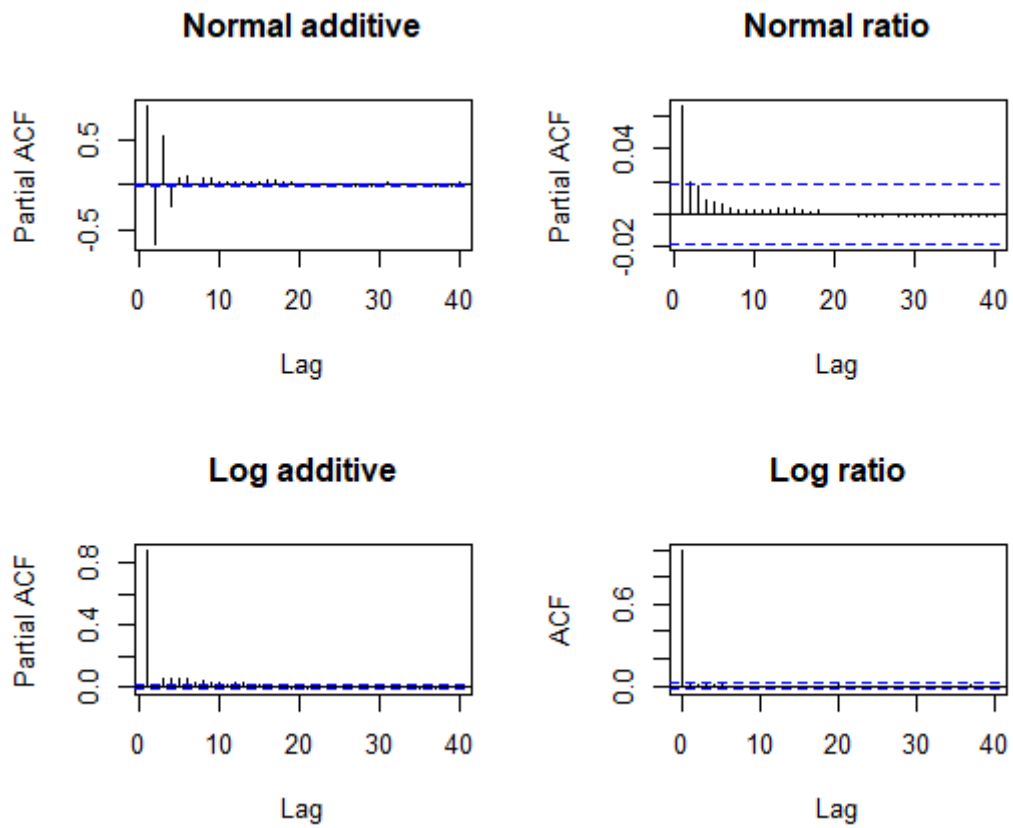 Normal additive
Partial ACF
0.5
-0.5
0 10 20 30 40
Lag
Normal ratio
Partial ACF
0.04
-0.02
0 10 20 30 40
Lag
Log additive
Partial ACF
0.8
0.4
0.0
0 10 20 30 40
Lag
Log ratio
ACF
0.6
0.0
0 10 20 30 40
Lag